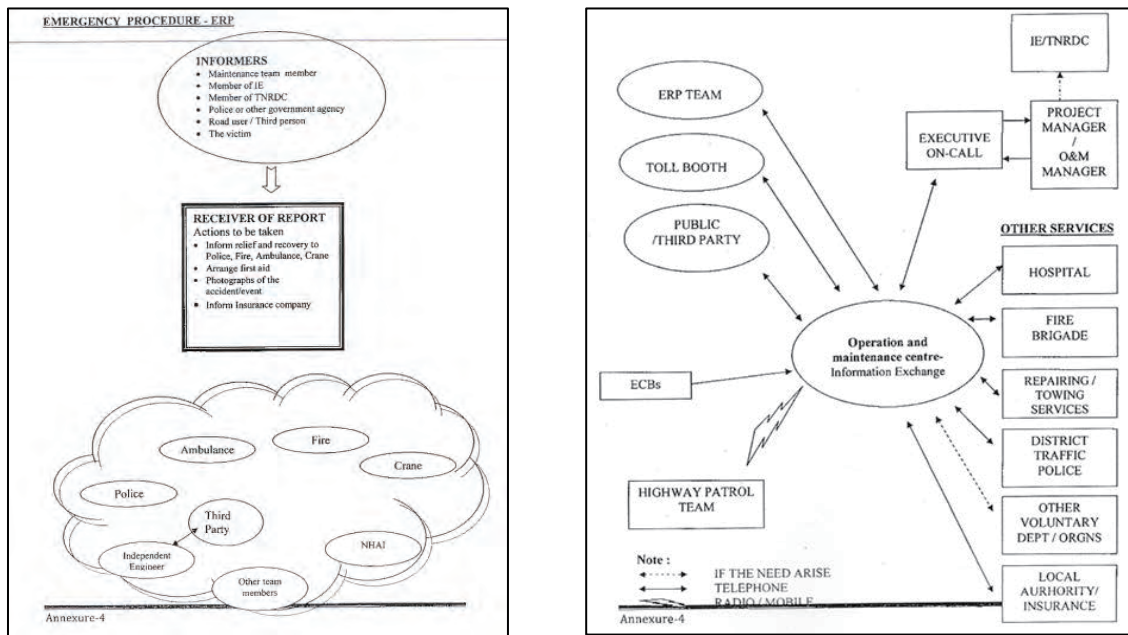 EMERGENCY PROCEDURE - ERP
INFORMERS
• Maintenance team member
• Member of IE
• Member of TNRDC
• Police or other government agency
• Road user / Third person
• The victim
RECEIVER OF REPORT
Actions to be taken
• Inform relief and recovery to
Police, Fire, Ambulance, Crane
• Arrange first aid
• Photographs of the
accident/event
• Inform Insurance company
Ambulance
Fire
Crane
Police
Third
Party
Independent
Engineer
NHAI
Other team
members
Annexure-4
IE/TNRDC
ERP TEAM
PROJECT
MANAGER
/
O&M
MANAGER
EXECUTIVE
ON-CALL
TOLL BOOTH
PUBLIC
/THIRD PARTY
OTHER SERVICES
HOSPITAL
FIRE
BRIGADE
Operation and
maintenance centre-
Information Exchange
ECBs
REPAIRING /
TOWING
SERVICES
DISTRICT
TRAFFIC
POLICE
HIGHWAY PATROL
TEAM
OTHER
VOLUNTARY
DEPT / ORGNS
Note :
IF THE NEED ARISE
TELEPHONE
RADIO / MOBILE
LOCAL
AURHORITY/
INSURANCE
Annexure-4